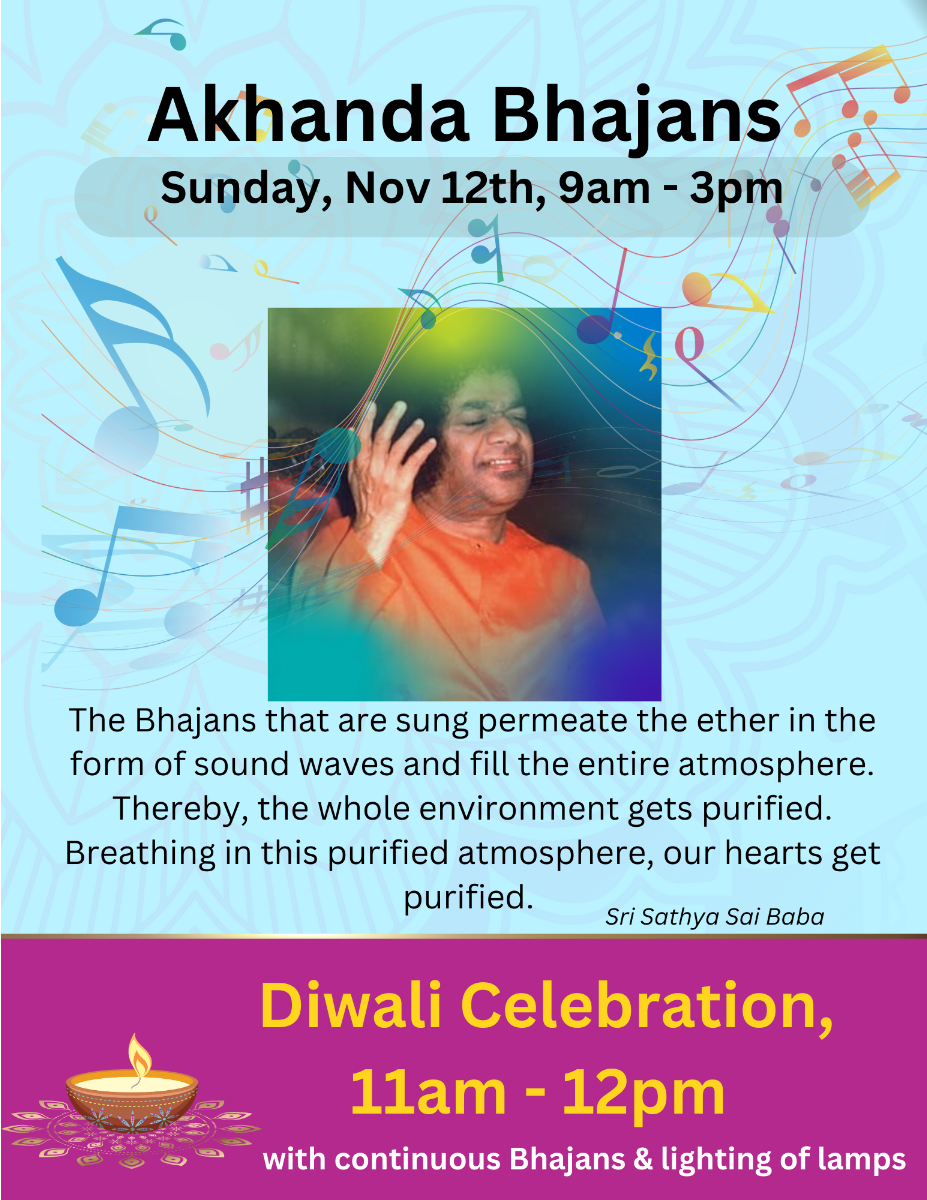 Akhanda Bhajans
Sunday, Nov 12th, 9am - 3pm
The Bhajans that are sung permeate the ether in the
form of sound waves and fill the entire atmosphere.
Thereby, the whole environment gets purified.
Breathing in this purified atmosphere, our hearts get
purified.
Sri Sathya Sai Baba
Diwali Celebration,
11am - 12pm
with continuous Bhajans & lighting of lamps